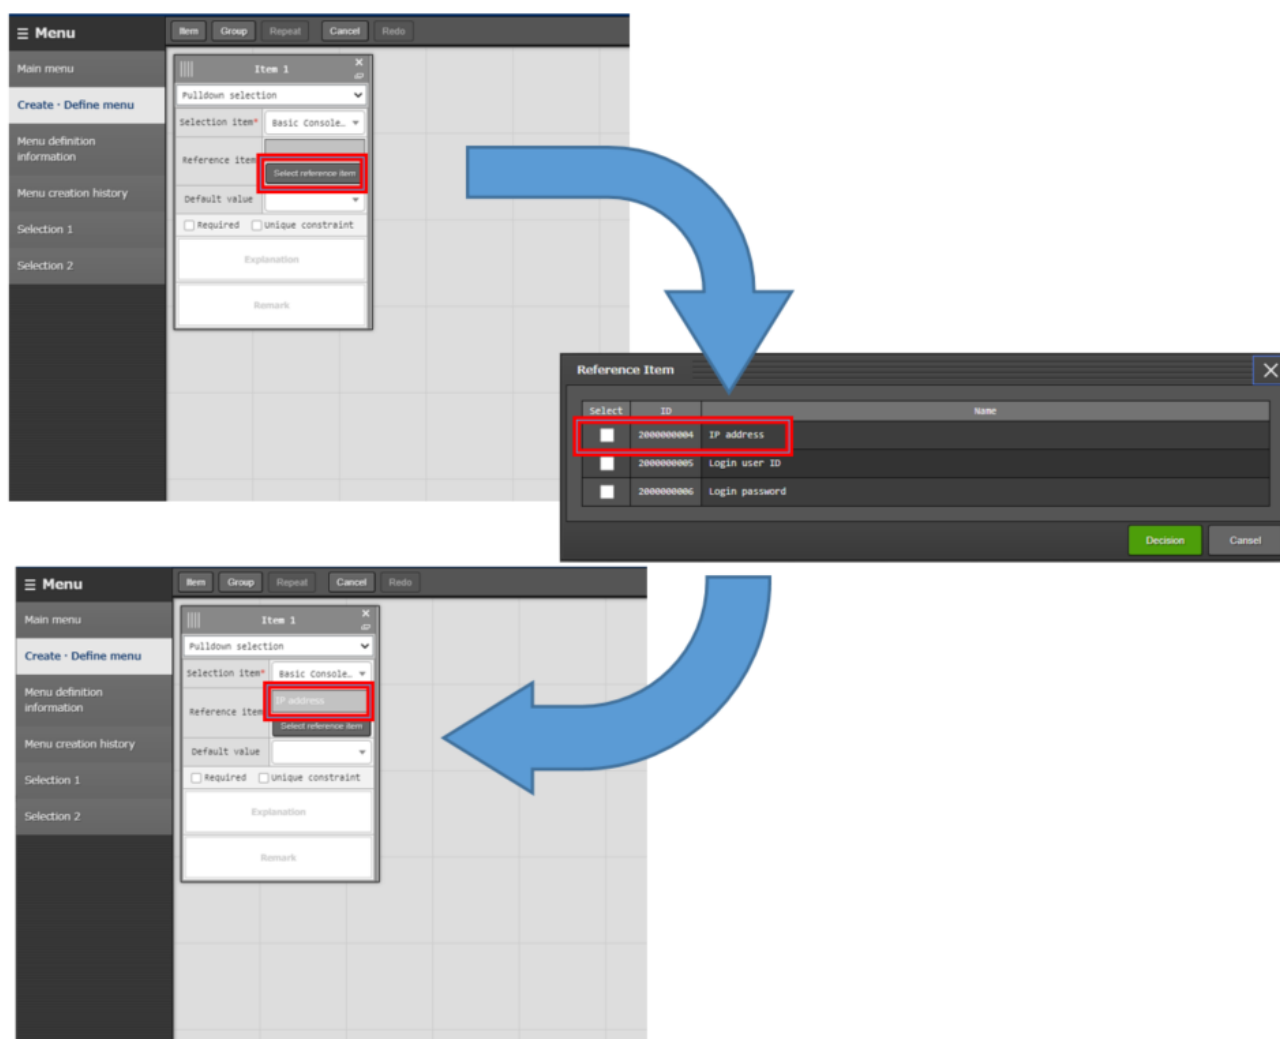 ☰ Menu
Item Group Repeat Cancel Redo
Main menu
Create · Define menu
Menu definition
information
Menu creation history
Selection 1
Selection 2
Item 1
Pulldown selection
Selection item* Basic Console…
Reference item
Select reference item
Default value
Required Unique constraint
Explanation
Remark
Reference Item
Select ID Name
2000000004 IP address
2000000005 Login user ID
2000000006 Login password
Decision Cansel
☰ Menu
Item Group Repeat Cancel Redo
Main menu
Create · Define menu
Menu definition
information
Menu creation history
Selection 1
Selection 2
Item 1
Pulldown selection
Selection item* Basic Console…
IP address
Reference item
Select reference item
Default value
Required Unique constraint
Explanation
Remark